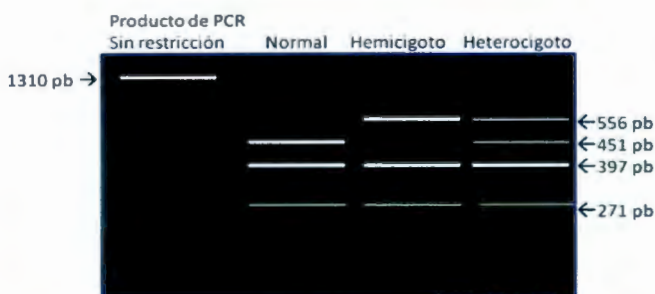 Producto de PCR
Sin restricción Normal Hemicigoto Heterocigoto
1310 pb →
←556 pb
←451 pb
←397 pb
←271 pb